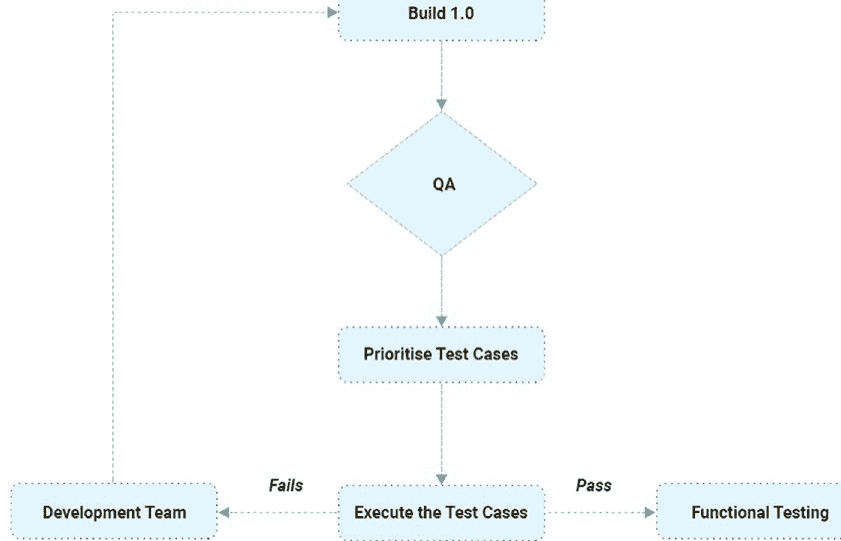 Build 1.0
QA
Prioritise Test Cases
Fails
Pass
Development Team
Execute the Test Cases
Functional Testing